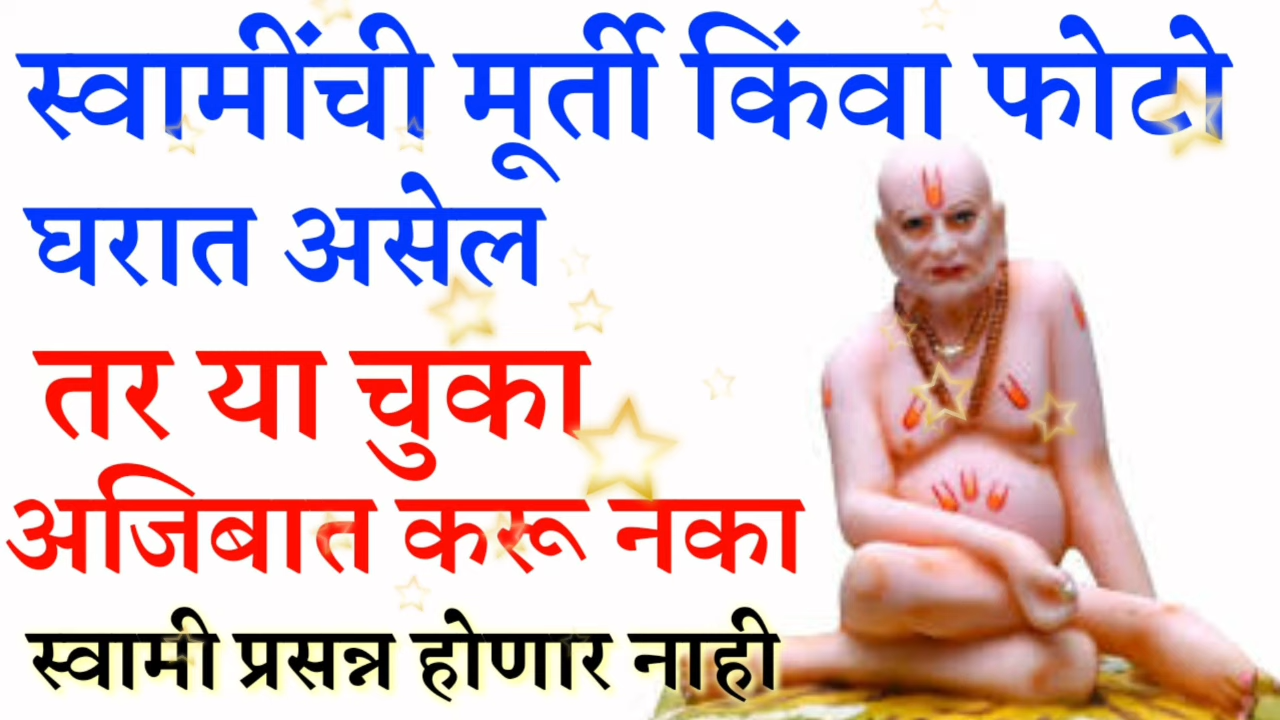 स्वामींची मूर्ती किंवा फोटो
घरात असेल
तर या चुका
अजिबात करू नका
स्वामी प्रसन्न होणार नाही